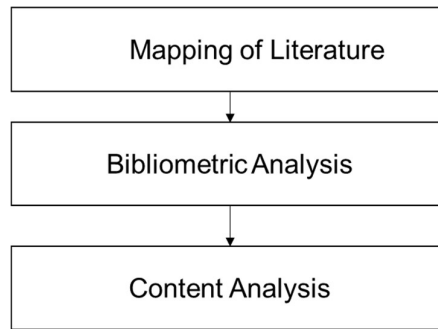 Mapping of Literature
Bibliometric Analysis
Content Analysis